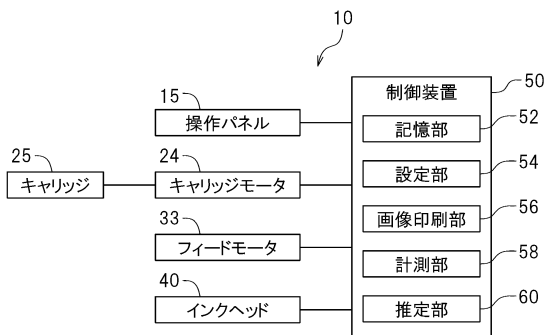 10
50
制御装置
15
操作パネル
52
記憶部
25
キャリッジ
24
キャリッジモータ
54
設定部
56
画像印刷部
33
フィードモータ
58
計測部
40
インクヘッド
60
推定部